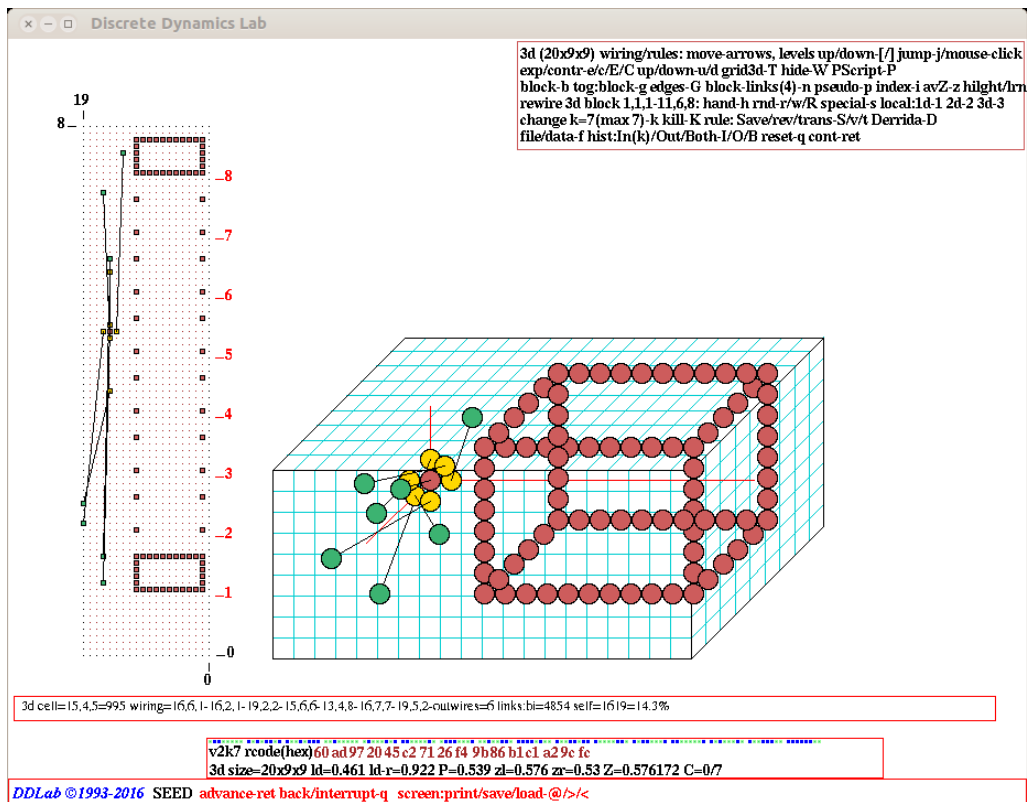 Discrete Dynamics Lab
3d (20x9x9) wiring/rules: move-arrows, levels up/down-[/] jump-j/mouse-click
exp/contr-e/c/E/C up/down-u/d grid3d-T hide-W PScript-P
block-b tog:block-g edges-G block-links(4)-n pseudo-p index-i avZ-z hilght/lrn
rewire 3d block 1,1,1-11,6,8: hand-h rnd-r/w/R special-s local:1d-1 2d-2 3d-3
change k=7(max 7)-k kill-K rule: Save/rev/trans-S/v/t Derrida-D
file/data-f hist:In(k)/Out/Both-I/O/B reset-q cont-ret
19
8
8
7
6
5
4
3
2
1
0
0
3d cell=15,4,5=995 wiring=16,6,1-16,2,1-19,2,2-15,6,6-13,4,8-16,7,7-19,5,2-outwires=6 links:bi=4854 self=1619=14.3%
v2k7 rcode(hex)60 ad 97 20 45 c2 71 26 f4 9b 86 b1 c1 a2 9c fc
3d size=20x9x9 ld=0.461 ld-r=0.922 P=0.539 zl=0.576 zr=0.53 Z=0.576172 C=0/7
DDLab ©1993-2016 SEED advance-ret back/interrupt-q screen:print/save/load-@/>/<